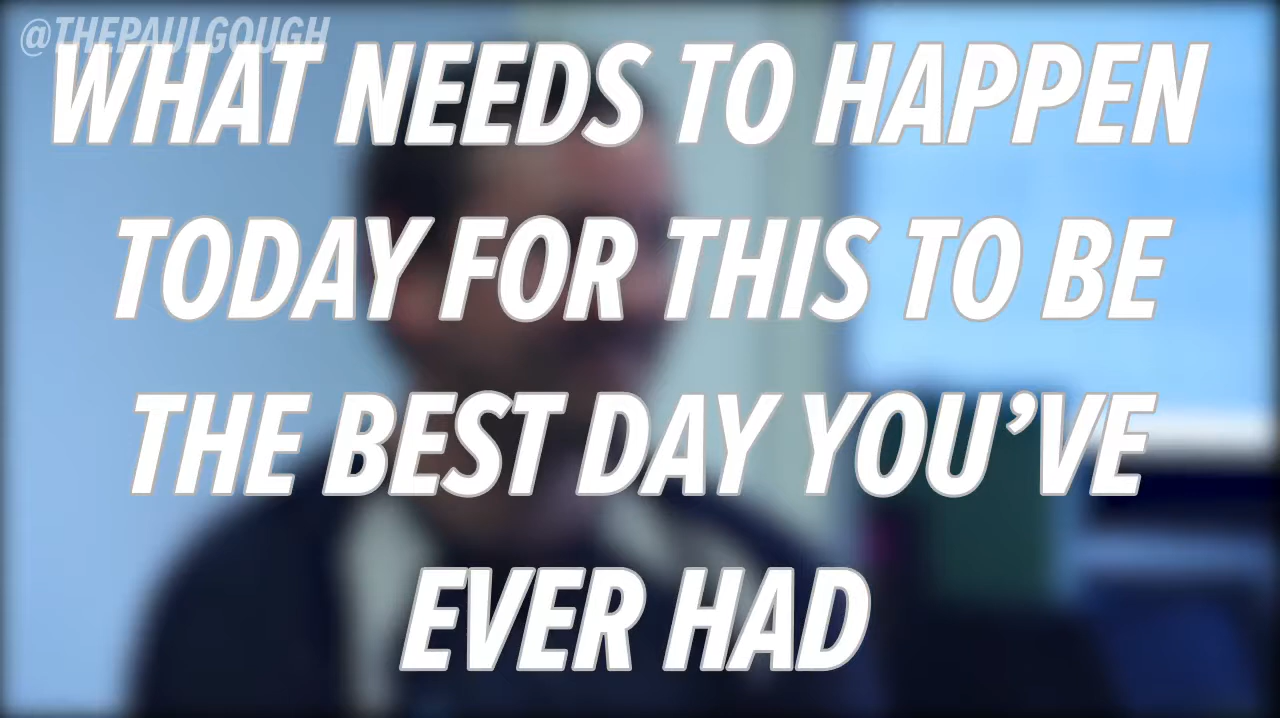 @THEPAULGOUGH
WHAT NEEDS TO HAPPEN
TODAY FOR THIS TO BE
THE BEST DAY YOU’VE
EVER HAD